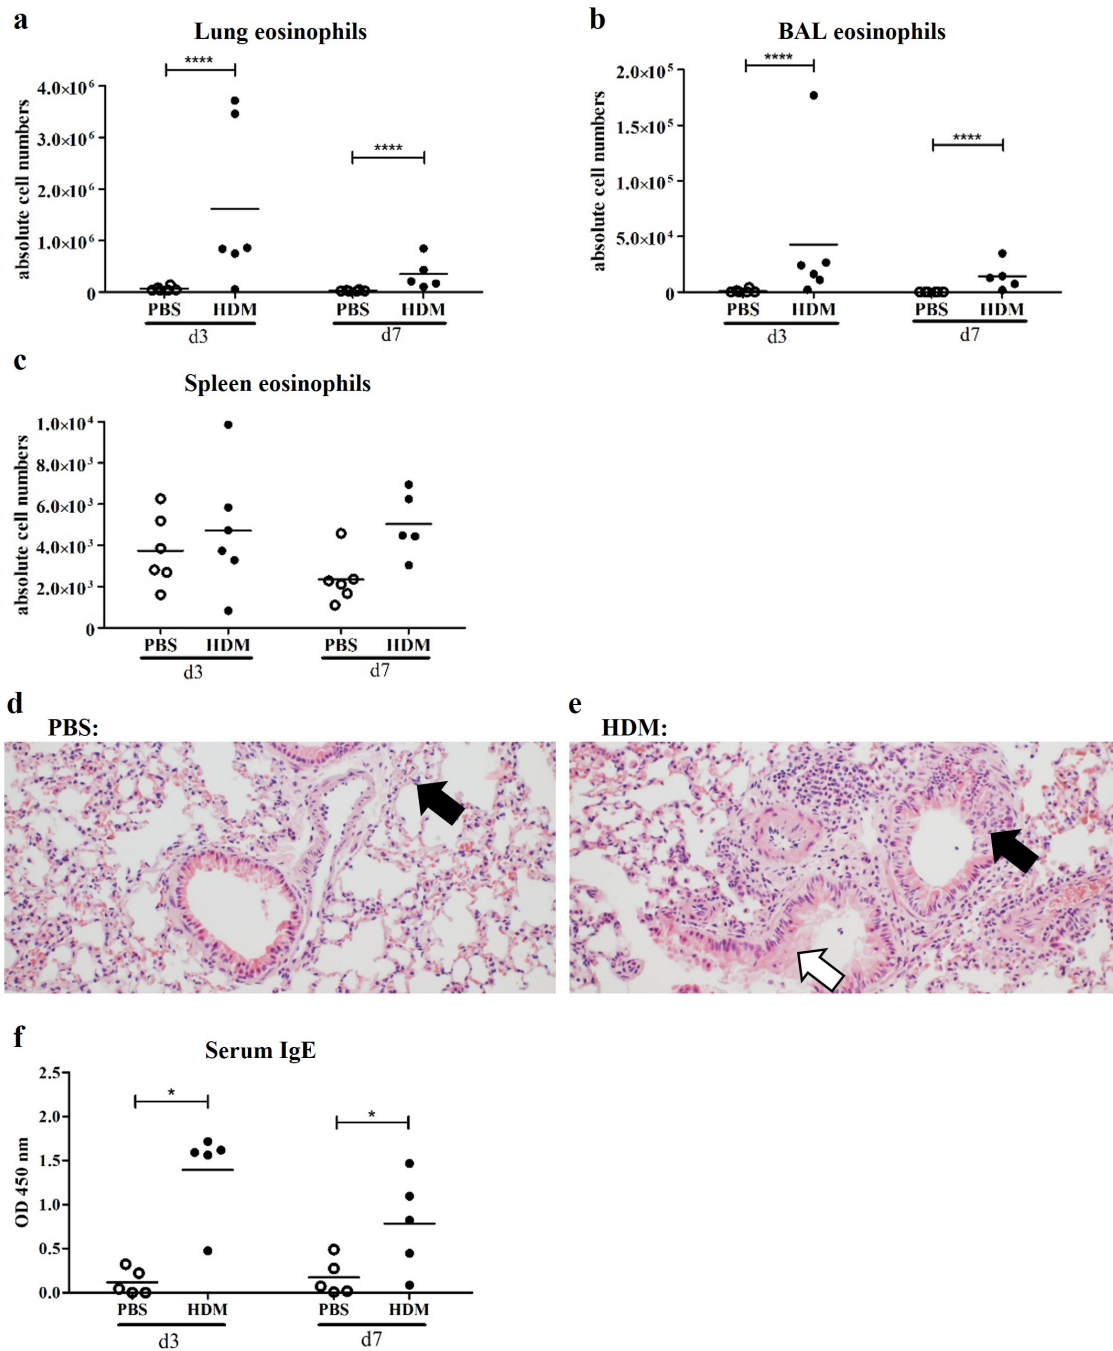 a
Lung eosinophils
absolute cell numbers
4.0×10⁶
3.0×10⁶
2.0×10⁶
1.0×10⁶
0
****
****
PBS HDM PBS HDM
d3 d7
b
BAL eosinophils
absolute cell numbers
2.0×10⁵
1.5×10⁵
1.0×10⁵
5.0×10⁴
0
****
****
PBS HDM PBS HDM
d3 d7
c
Spleen eosinophils
absolute cell numbers
1.0×10⁴
8.0×10³
6.0×10³
4.0×10³
2.0×10³
0
PBS HDM PBS HDM
d3 d7
d
PBS:
e
HDM:
f
Serum IgE
OD 450 nm
2.5
2.0
1.5
1.0
0.5
0.0
*
*
PBS HDM PBS HDM
d3 d7